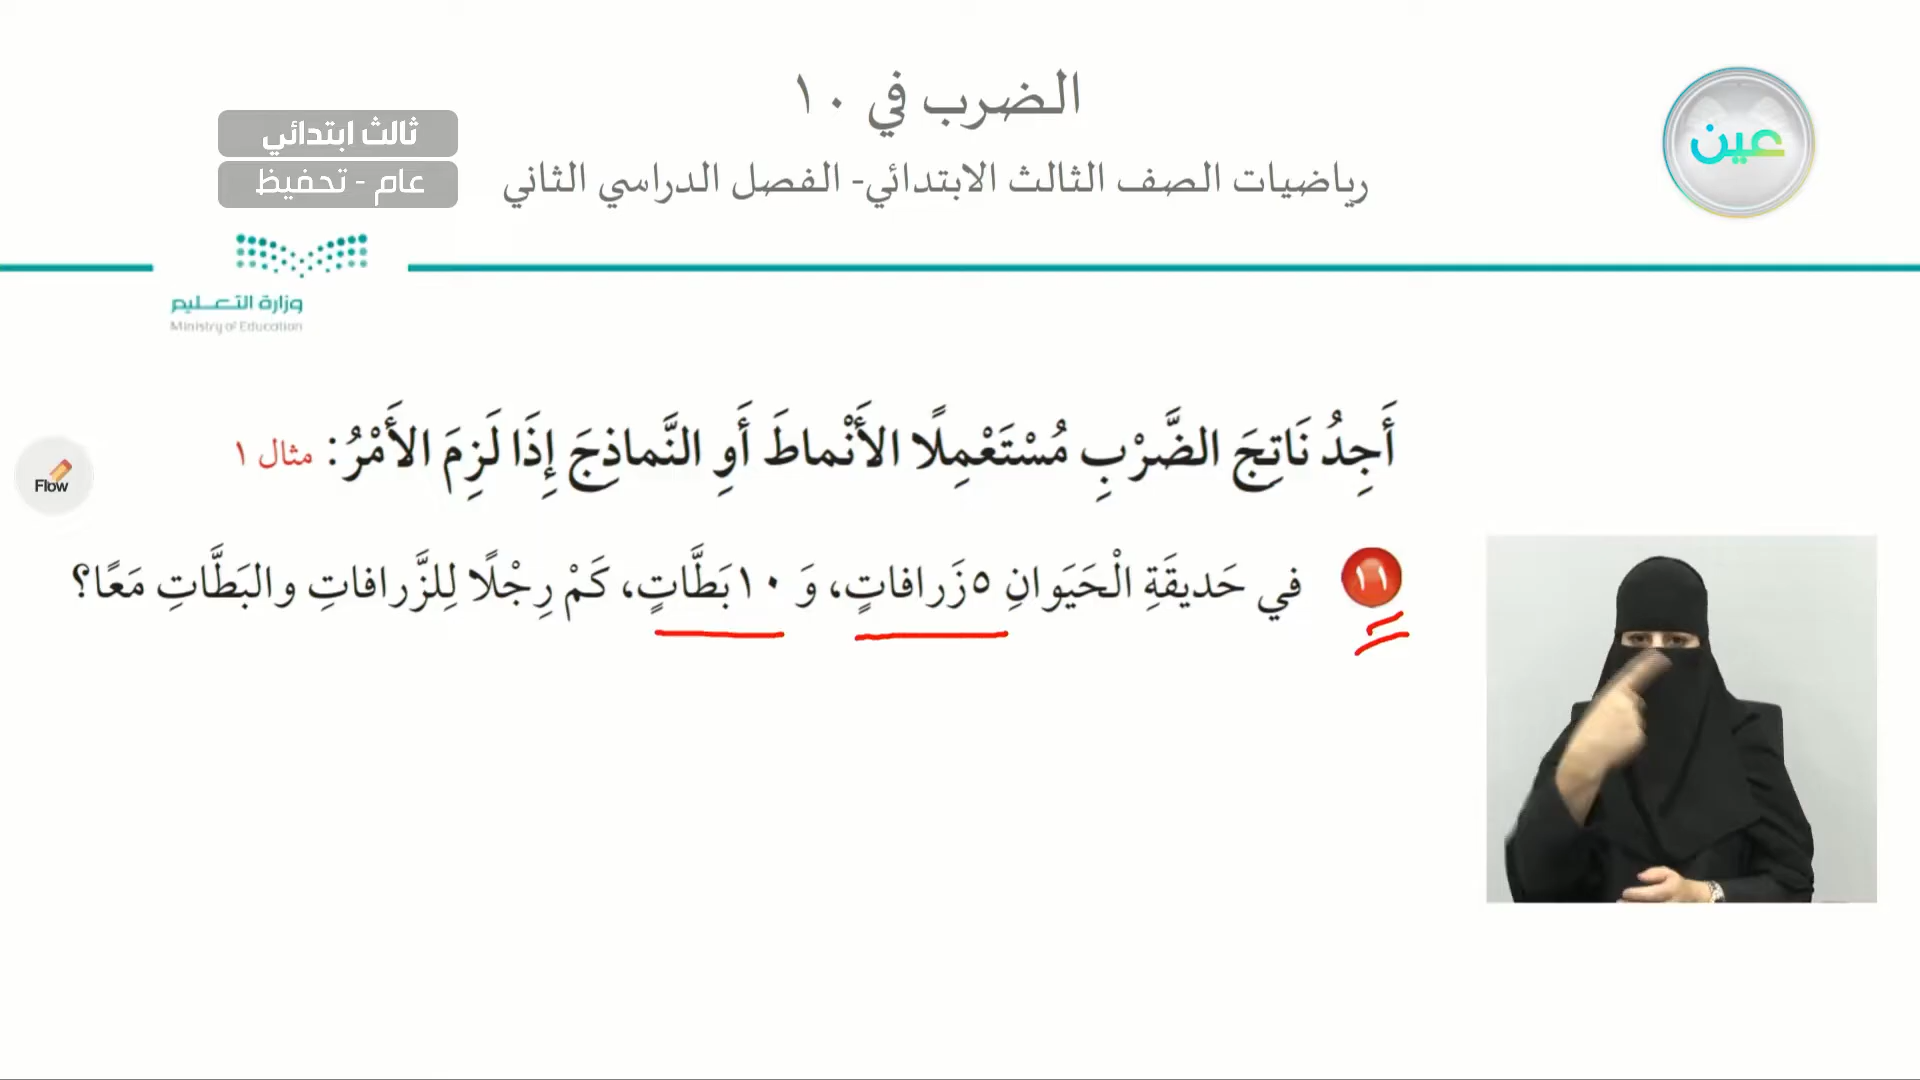 الضرب في ١٠
رياضيات الصف الثالث الابتدائي- الفصل الدراسي الثاني
ثالث ابتدائي
عام - تحفيظ
عين
وزارة التعليم
Ministry of Education
أَجِدُ نَاتِجَ الضَّرْبِ مُسْتَعْمِلًا الأَنْماطَ أَوِ النَّماذِجَ إِذَا لَزِمَ الأَمْرُ: مثال ١
Flow
١١ في حَديقَةِ الْحَيَوانِ ٥ زَرافاتٍ، وَ ١٠ بَطَّاتٍ، كَمْ رِجْلًا لِلزَّرافاتِ والبَطَّاتِ مَعًا؟